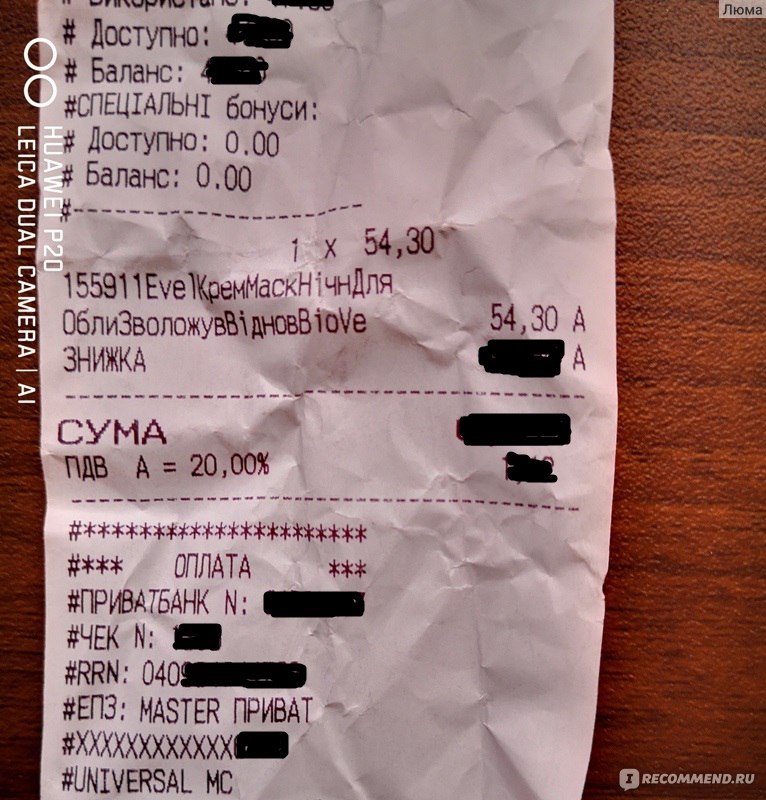 Люма
# Використано:
# Доступно:
# Баланс:
#СПЕЦІАЛЬНІ бонуси:
# Доступно: 0.00
# Баланс: 0.00
#--------------------
1 x 54,30
155911EvelКремМаскНічнДля
ОблиЗволожувВідновBioVe 54,30 А
ЗНИЖКА А
СУМА
ПДВ А = 20,00%
#*********************
#*** ОПЛАТА ***
#ПРИВАТБАНК N:
#ЧЕК N:
#RRN: 040
#ЕПЗ: MASTER ПРИВАТ
#XXXXXXXXXXXX
#UNIVERSAL MC
HUAWEI P20
LEICA DUAL CAMERA | AI
IRECOMMEND.RU